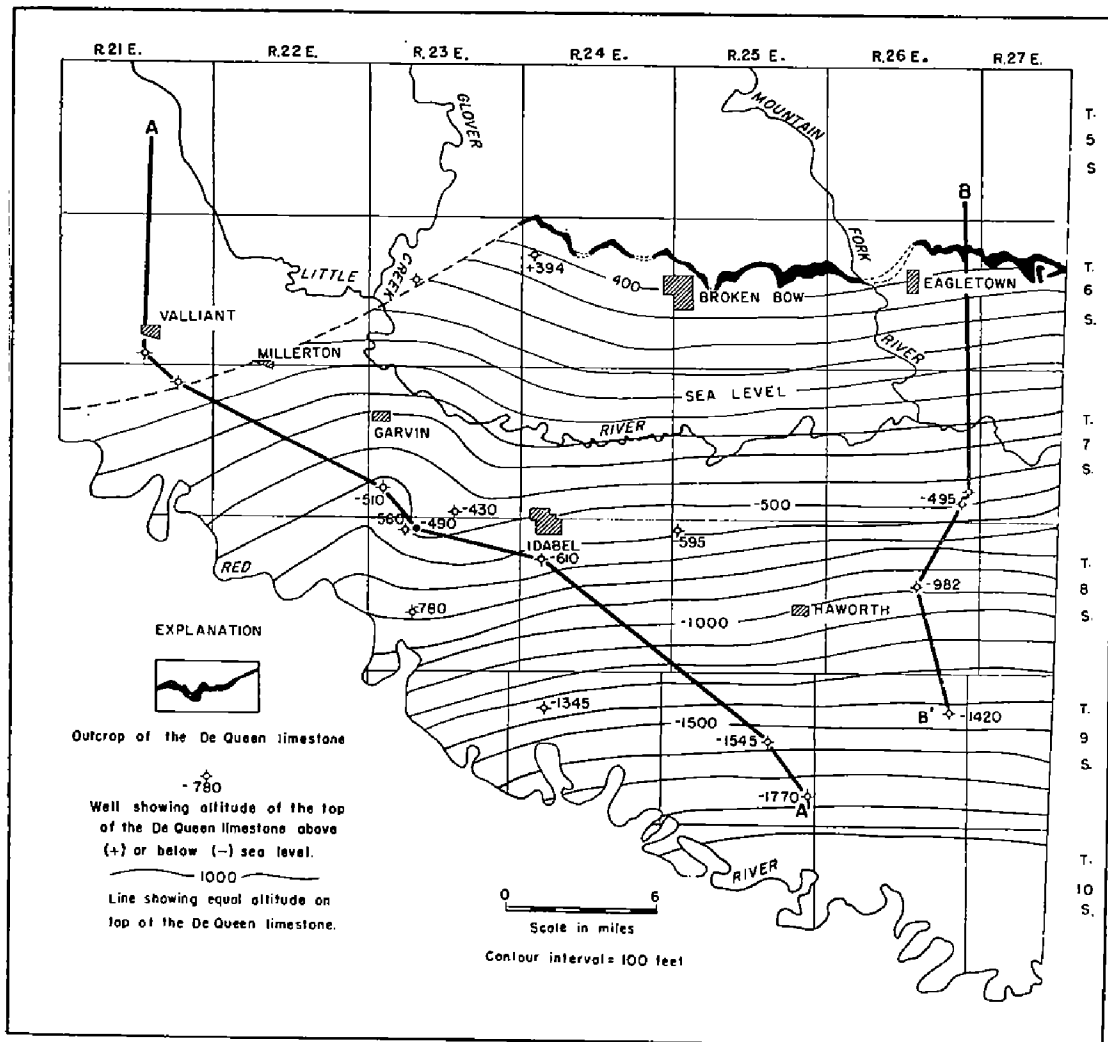 R.21 E.
R.22 E.
R.23 E.
R.24 E.
R.25 E.
R.26 E.
R.27 E.
T.
5
S
A
GLOVER
MOUNTAIN
B
LITTLE
CREEK
+394
400
BROKEN BOW
FORK
EAGLETOWN
T.
6
S.
VALLIANT
MILLERTON
RIVER
SEA LEVEL
GARVIN
RIVER
T.
7
S.
-510
-430
-500
-495
560
-490
IDABEL
-610
595
RED
-982
T.
8
S.
-780
-1000
HAWORTH
EXPLANATION
Outcrop of the De Queen limestone
-1345
-1500
-1545
B'
-1420
T.
9
S.
-780
Well showing altitude of the top
of the De Queen limestone above
(+) or below (-) sea level.
-1770
A'
1000
Line showing equal altitude on
top of the De Queen limestone.
RIVER
T.
10
S.
0
6
Scale in miles
Contour interval = 100 feet